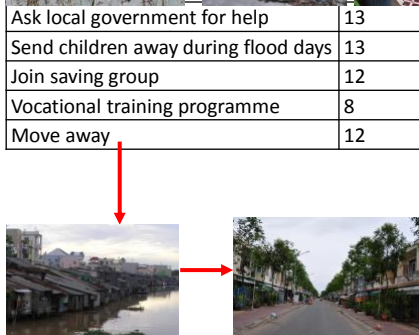 Ask local government for help 13
Send children away during flood days 13
Join saving group 12
Vocational training programme 8
Move away 12